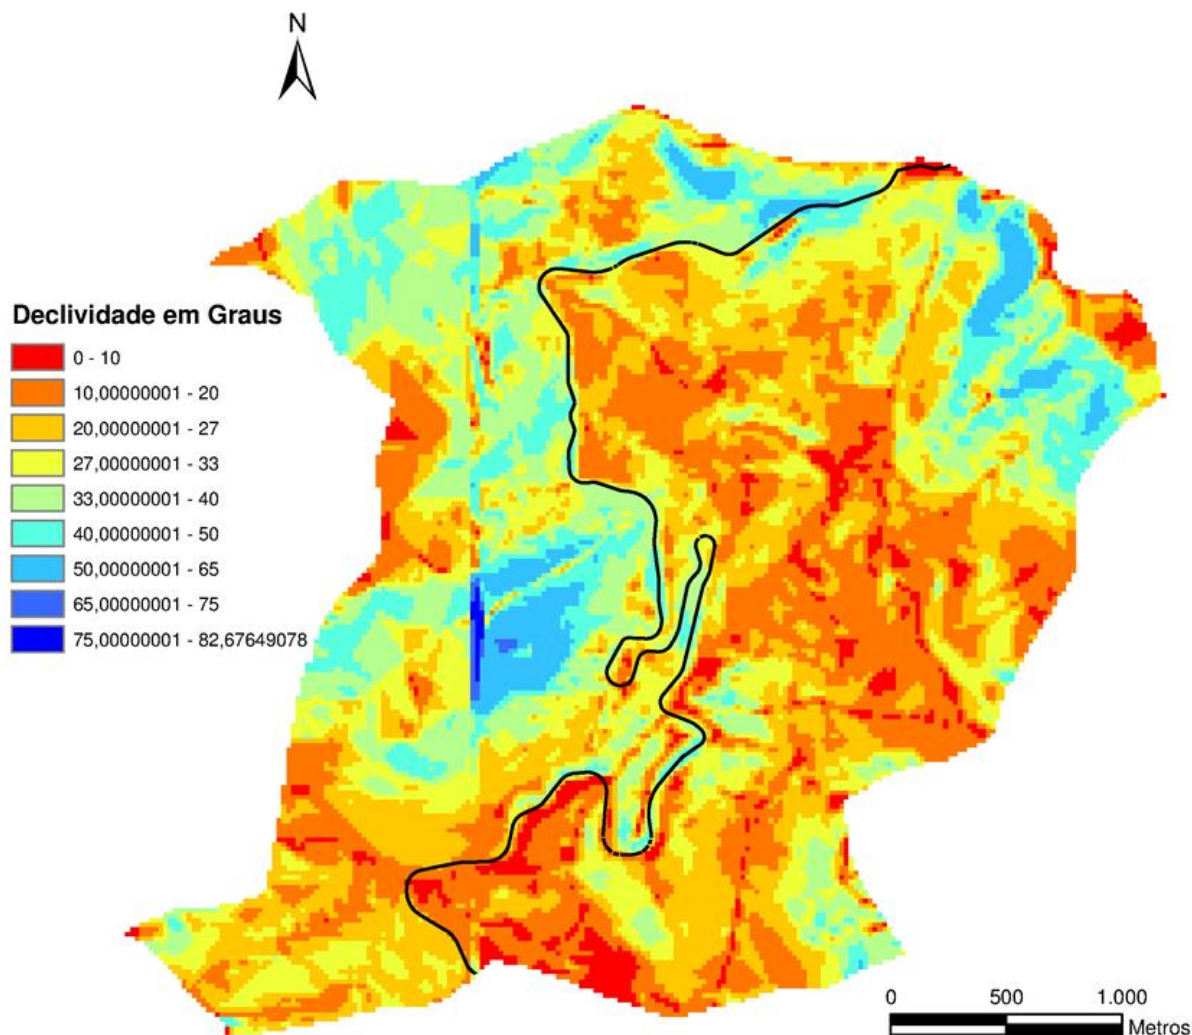 N
Declividade em Graus
0 - 10
10,00000001 - 20
20,00000001 - 27
27,00000001 - 33
33,00000001 - 40
40,00000001 - 50
50,00000001 - 65
65,00000001 - 75
75,00000001 - 82,67649078
0 500 1.000
Metros